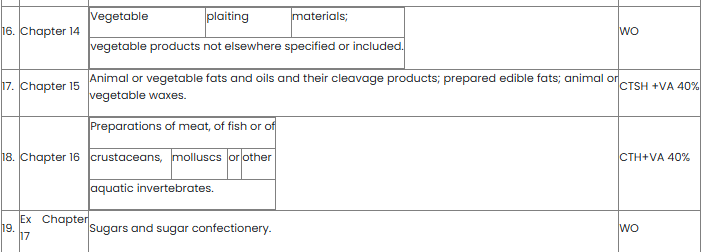 16. Chapter 14 Vegetable plaiting materials;
vegetable products not elsewhere specified or included. WO
17. Chapter 15 Animal or vegetable fats and oils and their cleavage products; prepared edible fats; animal or
vegetable waxes. CTSH +VA 40%
18. Chapter 16 Preparations of meat, of fish or of
crustaceans, molluscs or other
aquatic invertebrates. CTH+VA 40%
19. Ex Chapter
17 Sugars and sugar confectionery. WO